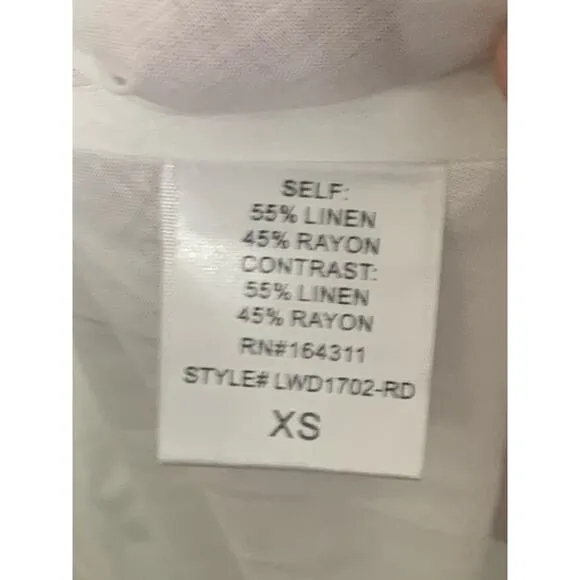 SELF:
55% LINEN
45% RAYON
CONTRAST:
55% LINEN
45% RAYON
RN#164311
STYLE# LWD1702-RD
XS